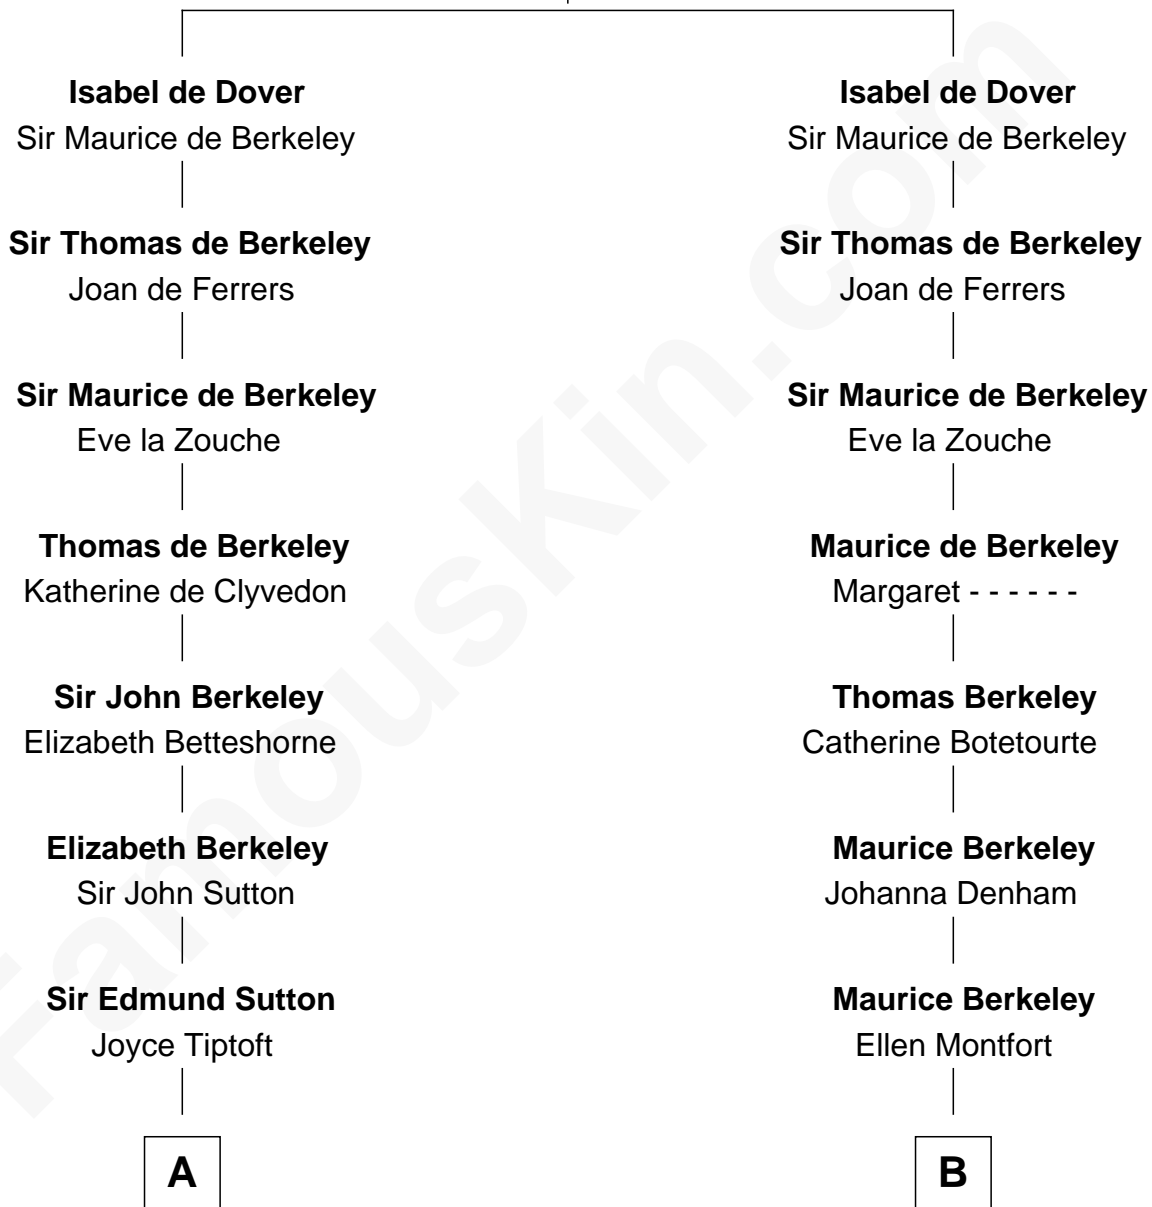 Isabel de Dover
Sir Maurice de Berkeley
Sir Thomas de Berkeley
Joan de Ferrers
Sir Maurice de Berkeley
Eve la Zouche
Thomas de Berkeley
Katherine de Clyvedon
Sir John Berkeley
Elizabeth Betteshorne
Elizabeth Berkeley
Sir John Sutton
Sir Edmund Sutton
Joyce Tiptoft
A
Isabel de Dover
Sir Maurice de Berkeley
Sir Thomas de Berkeley
Joan de Ferrers
Sir Maurice de Berkeley
Eve la Zouche
Maurice de Berkeley
Margaret - - - - - -
Thomas Berkeley
Catherine Botetourte
Maurice Berkeley
Johanna Denham
Maurice Berkeley
Ellen Montfort
B
FamousKin.com